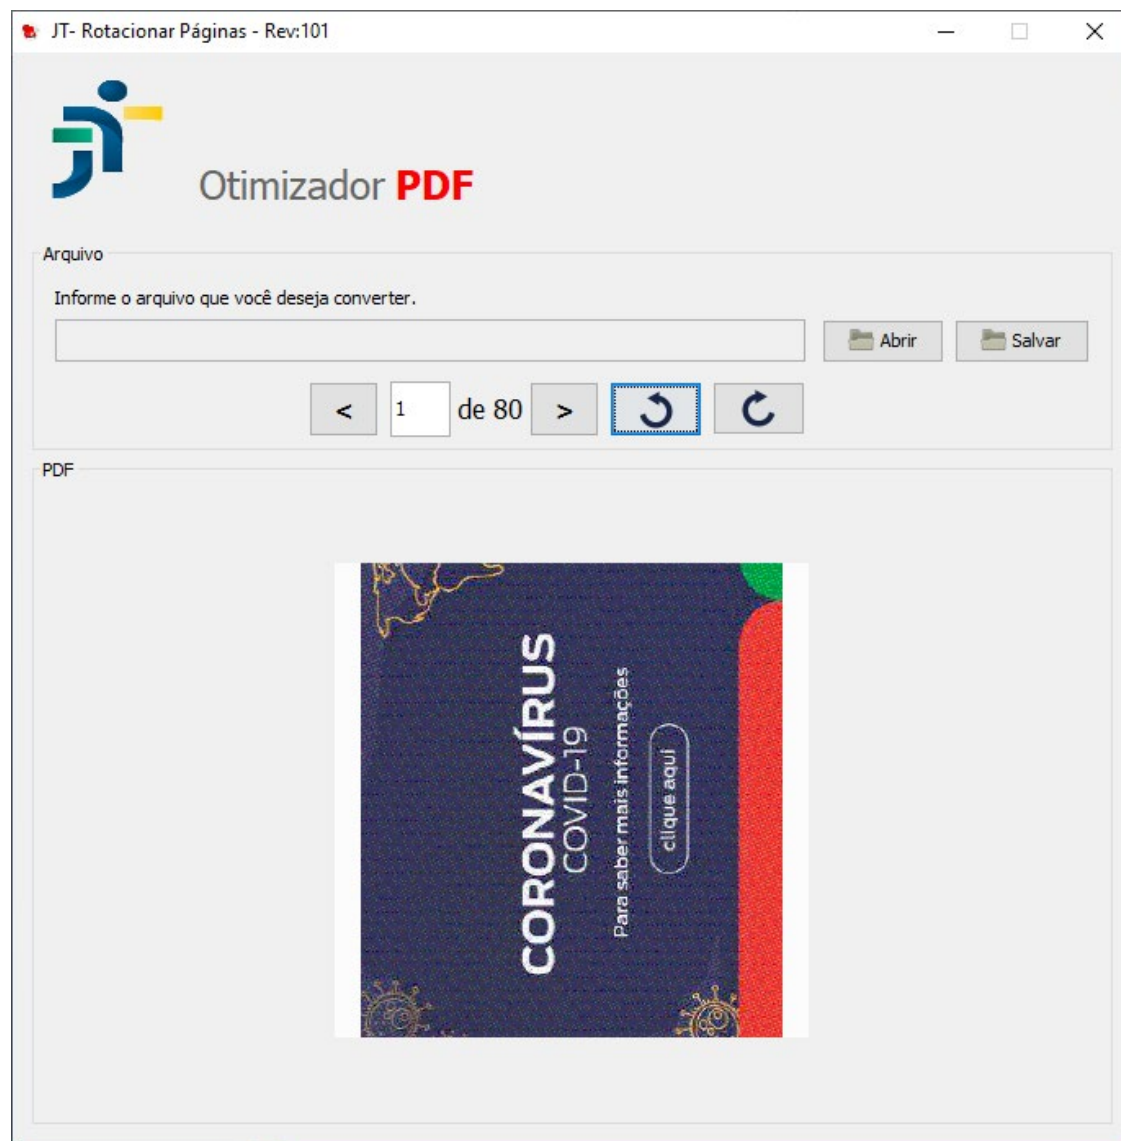 JT- Rotacionar Páginas - Rev:101
Otimizador PDF
Arquivo
Informe o arquivo que você deseja converter.
Abrir
Salvar
< 1 de 80 >
PDF
CORONAVÍRUS
COVID-19
Para saber mais informações
clique aqui